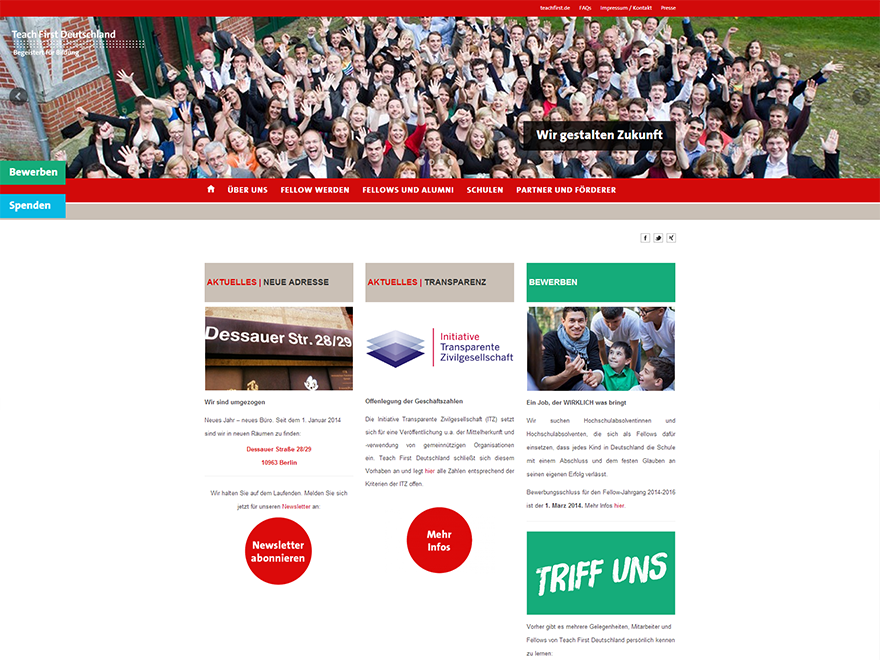 teachfirst.de FAQs Impressum / Kontakt Presse
Teach First Deutschland
Begeistert für Bildung
Wir gestalten Zukunft
Bewerben
Spenden
ÜBER UNS FELLOW WERDEN FELLOWS UND ALUMNI SCHULEN PARTNER UND FÖRDERER
AKTUELLES | NEUE ADRESSE
Dessauer Str. 28/29
Wir sind umgezogen
Neues Jahr – neues Büro. Seit dem 1. Januar 2014
sind wir in neuen Räumen zu finden:
Dessauer Straße 28/29
10963 Berlin
Wir halten Sie auf dem Laufenden. Melden Sie sich
jetzt für unseren Newsletter an:
Newsletter
abonnieren
AKTUELLES | TRANSPARENZ
Initiative
Transparente
Zivilgesellschaft
Offenlegung der Geschäftszahlen
Die Initiative Transparente Zivilgesellschaft (ITZ) setzt
sich für eine Veröffentlichung u.a. der Mittelherkunft und
-verwendung von gemeinnützigen Organisationen
ein. Teach First Deutschland schließt sich diesem
Vorhaben an und legt hier alle Zahlen entsprechend der
Kriterien der ITZ offen.
Mehr
Infos
BEWERBEN
Ein Job, der WIRKLICH was bringt
Wir suchen Hochschulabsolventinnen und
Hochschulabsolventen, die sich als Fellows dafür
einsetzen, dass jedes Kind in Deutschland die Schule
mit einem Abschluss und dem festen Glauben an
seinen eigenen Erfolg verlässt.
Bewerbungsschluss für den Fellow-Jahrgang 2014-2016
ist der 1. März 2014. Mehr Infos hier.
TRIFF UNS
Vorher gibt es mehrere Gelegenheiten, Mitarbeiter und
Fellows von Teach First Deutschland persönlich kennen
zu lernen: